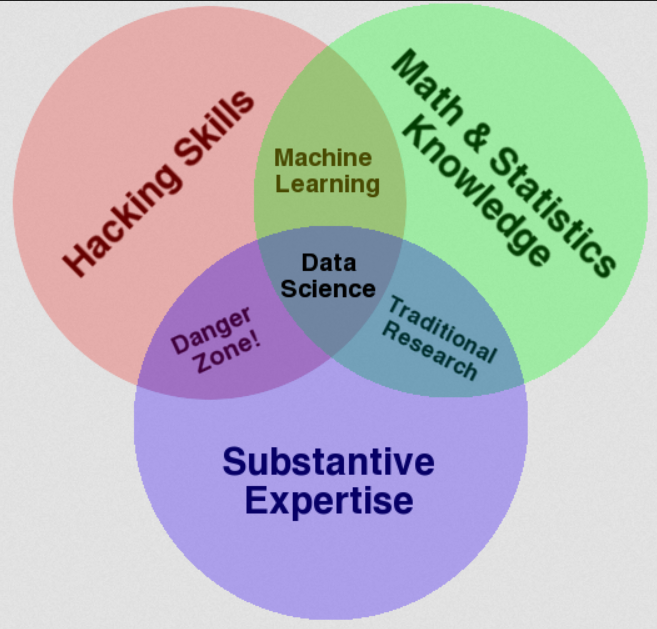 Hacking Skills
Math & Statistics
Knowledge
Machine
Learning
Data
Science
Danger
Zone!
Traditional
Research
Substantive
Expertise